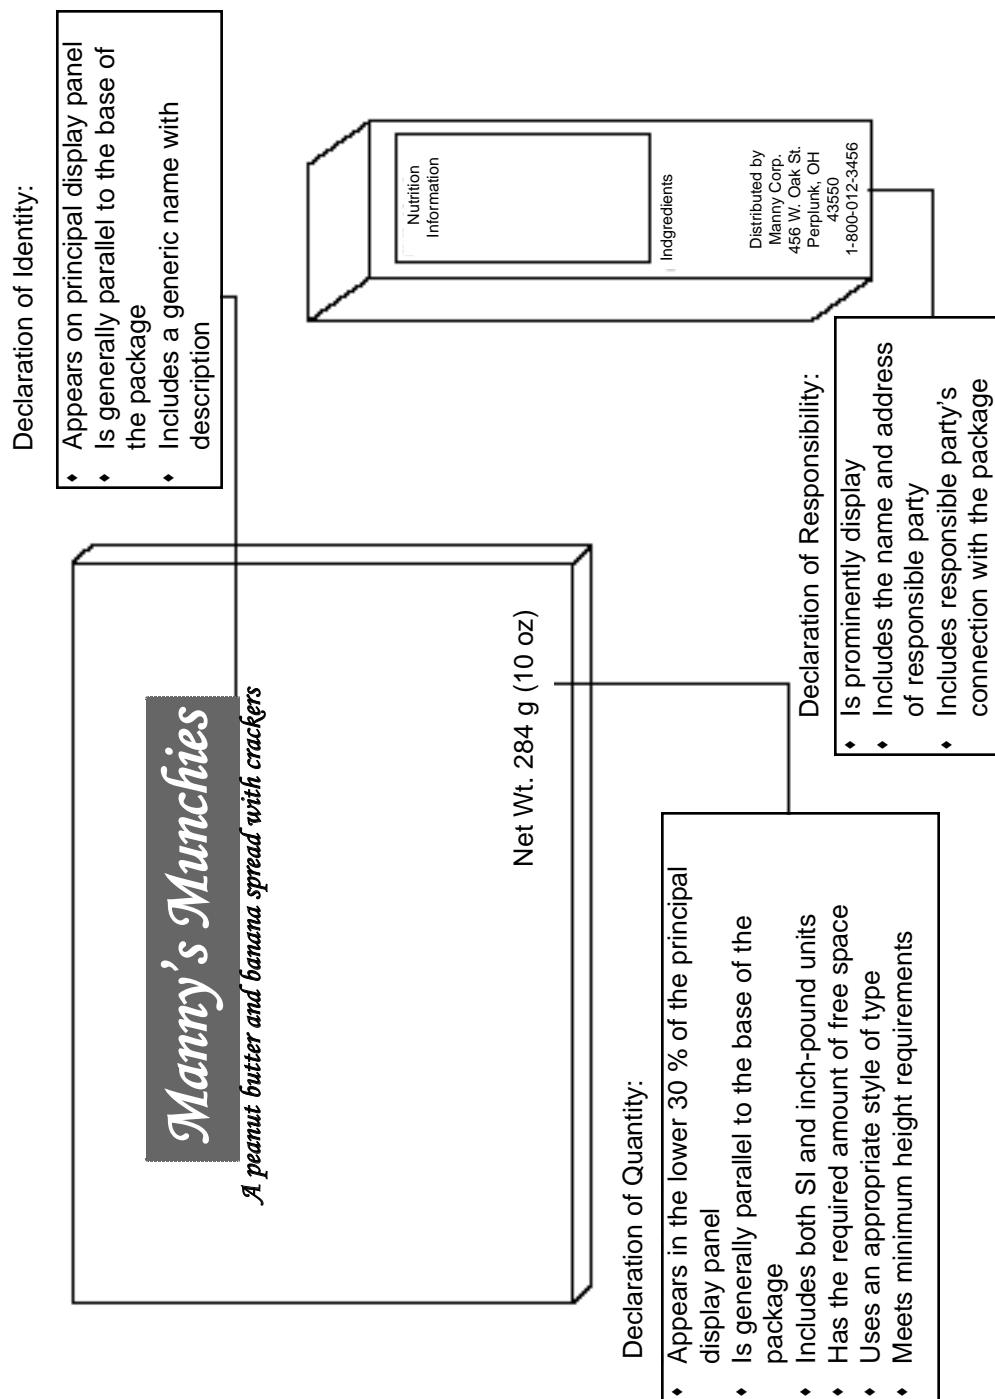 Declaration of Identity:
♦ Appears on principal display panel
♦ Is generally parallel to the base of
the package
♦ Includes a generic name with
description
Manny's Munchies
A peanut butter and banana spread with crackers
Net Wt. 284 g (10 oz)
Nutrition
Information
Indgredients
Distributed by
Manny Corp.
456 W. Oak St.
Perplunk, OH
43550
1-800-012-3456
Declaration of Quantity:
♦ Appears in the lower 30 % of the principal
display panel
♦ Is generally parallel to the base of the
package
♦ Includes both SI and inch-pound units
♦ Has the required amount of free space
♦ Uses an appropriate style of type
♦ Meets minimum height requirements
Declaration of Responsibility:
♦ Is prominently display
♦ Includes the name and address
of responsible party
♦ Includes responsible party's
connection with the package